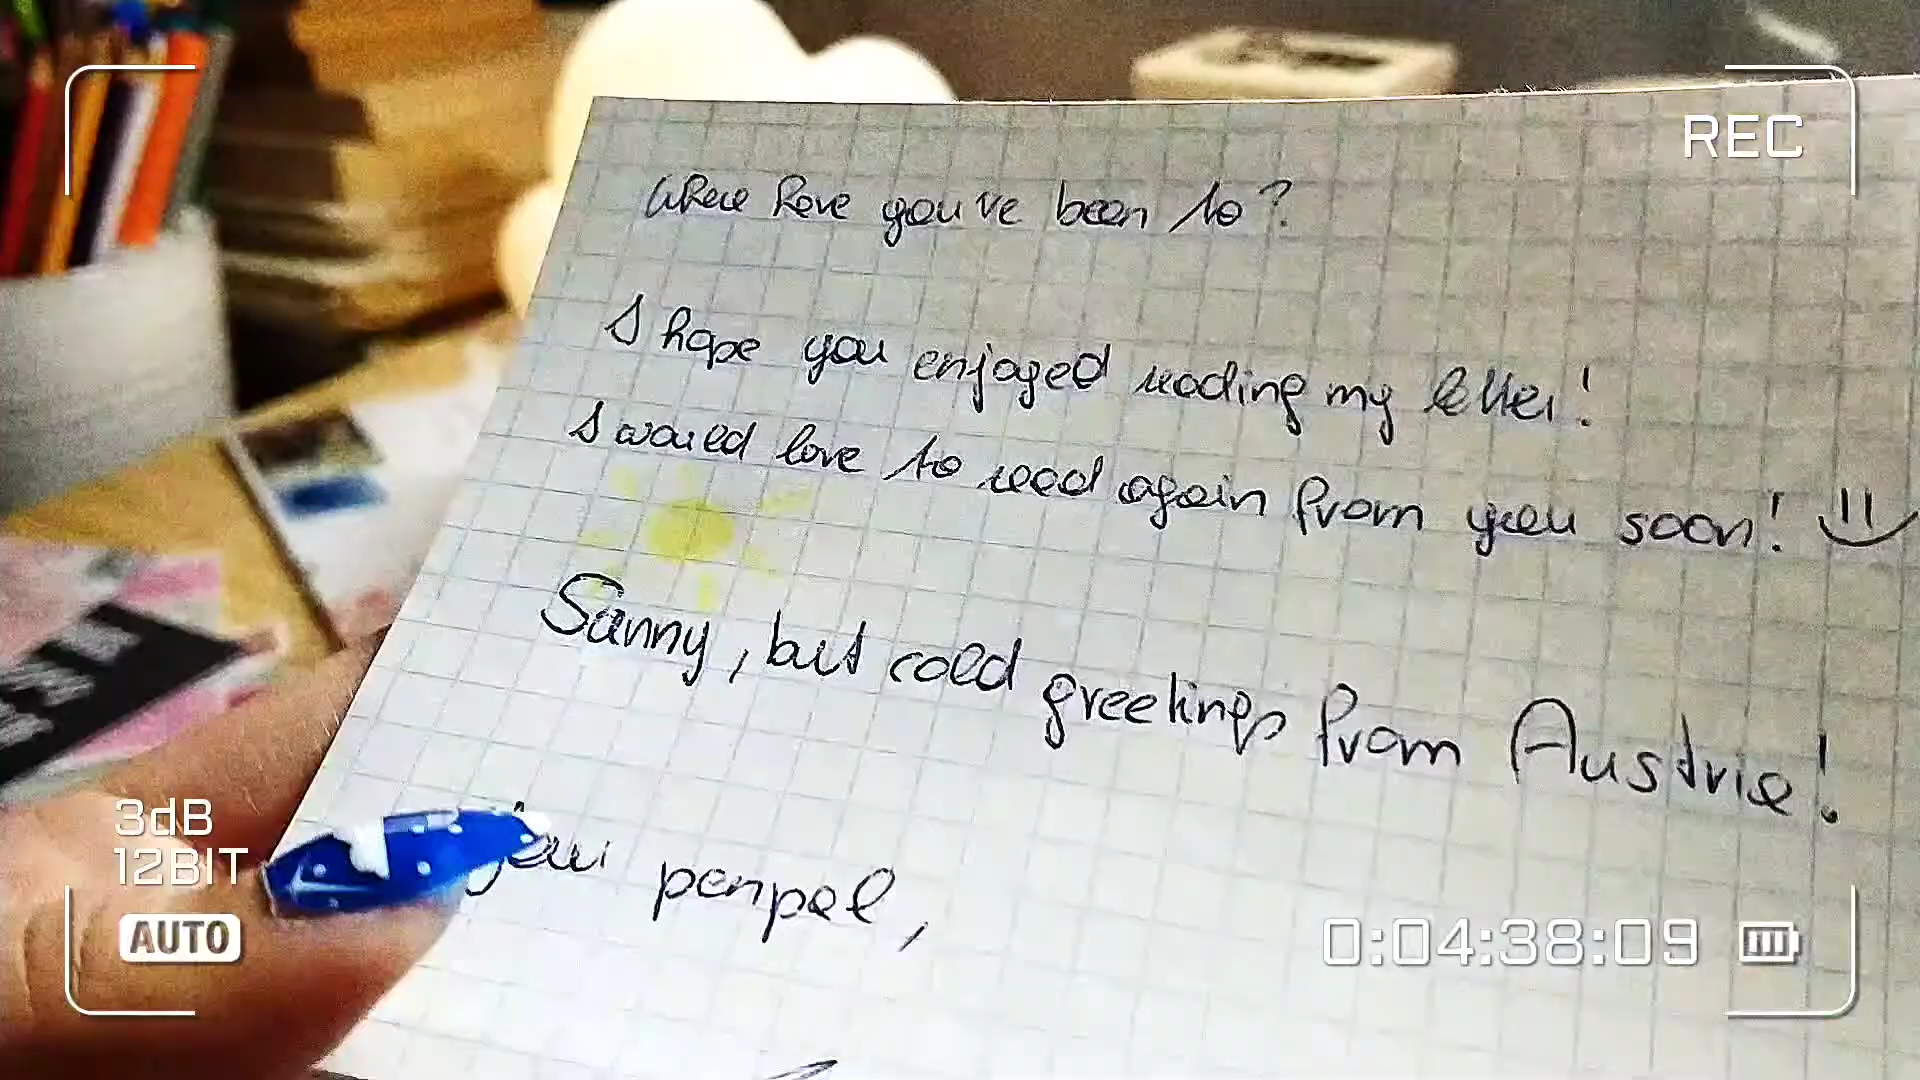 REC
Where have you've been to?
I hope you enjoyed reading my letter!
I would love to read again from you soon!
Sunny, but cold greetings from Austria!
your penpal,
3dB
12BIT
AUTO
0:04:38:09